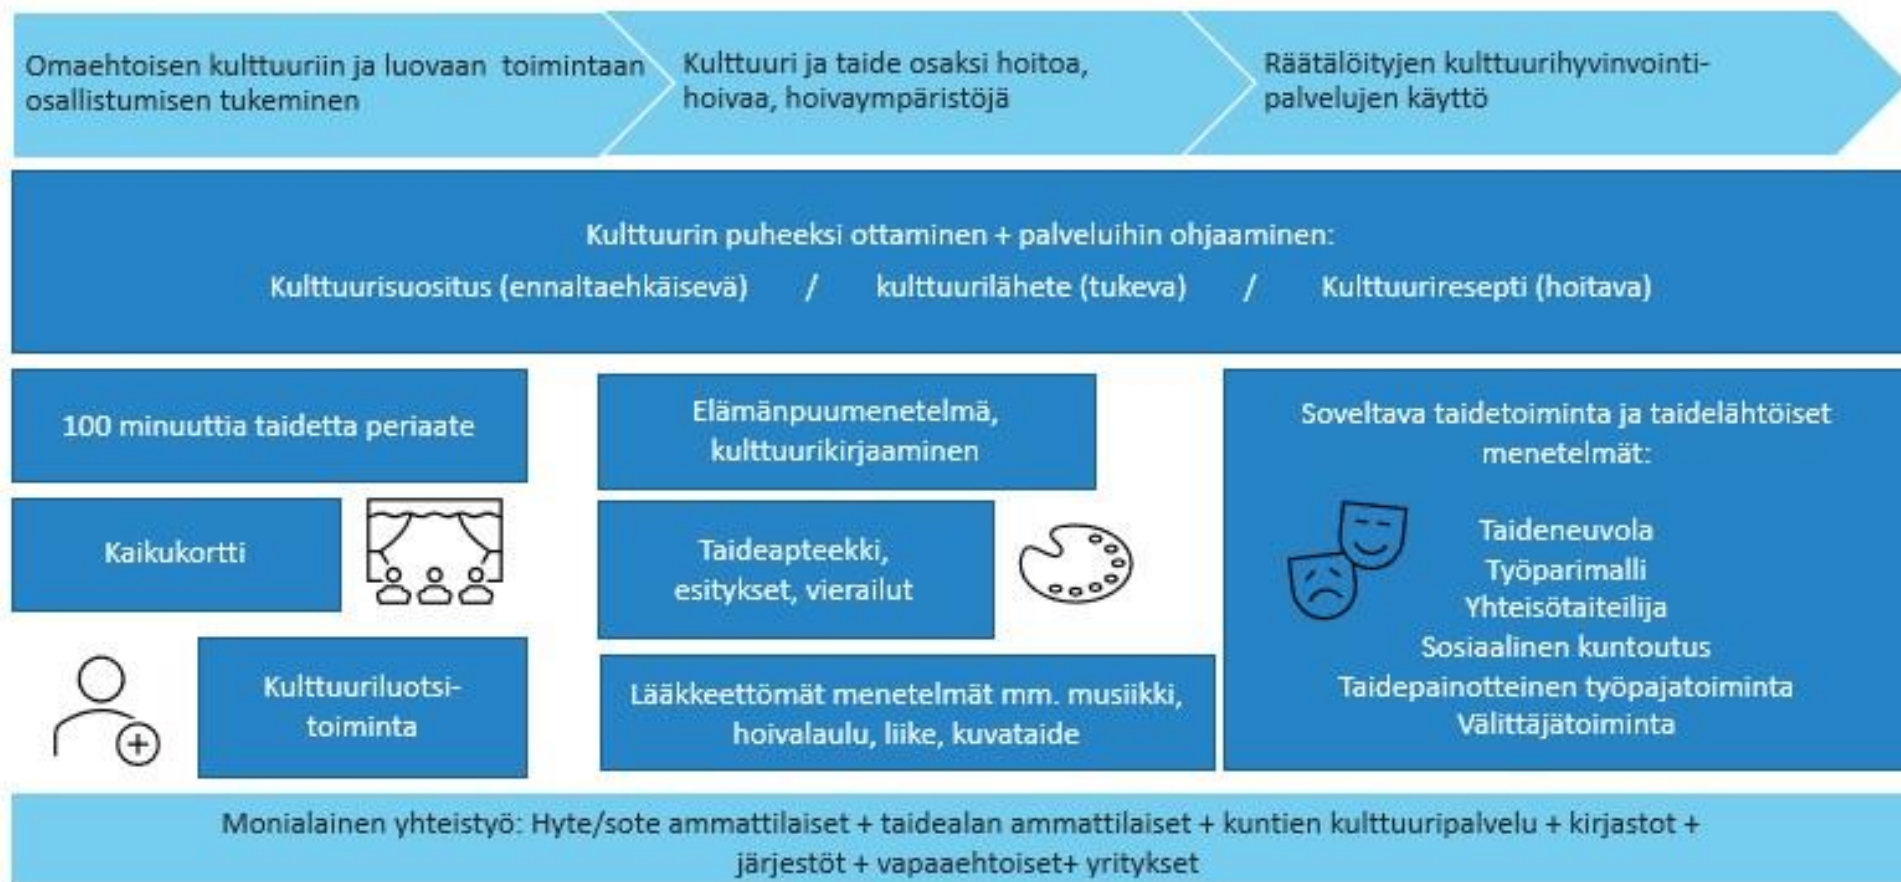 Omaehtoisen kulttuuriin ja luovaan toimintaan
osallistumisen tukeminen
Kulttuuri ja taide osaksi hoitoa,
hoivaa, hoivaympäristöjä
Räätälöityjen kulttuurihyvinvointi-
palvelujen käyttö
Kulttuurin puheeksi ottaminen + palveluihin ohjaaminen:
Kulttuurisuositus (ennaltaehkäisevä) / kulttuurilähete (tukeva) / Kulttuuriresepti (hoitava)
100 minuuttia taidetta periaate
Kaikukortti
Kulttuuriluotsi-
toiminta
Elämänpuumenetelmä,
kulttuurikirjaaminen
Taideapteekki,
esitykset, vierailut
Lääkkeettömät menetelmät mm. musiikki,
hoivalaulu, liike, kuvataide
Soveltava taidetoiminta ja taidelähtöiset
menetelmät:
Taideneuvola
Työparimalli
Yhteisötaiteilija
Sosiaalinen kuntoutus
Taidepainotteinen työpajatoiminta
Välittäjätoiminta
Monialainen yhteistyö: Hyte/sote ammattilaiset + taidealan ammattilaiset + kuntien kulttuuripalvelu + kirjastot +
järjestöt + vapaaehtoiset+ yritykset